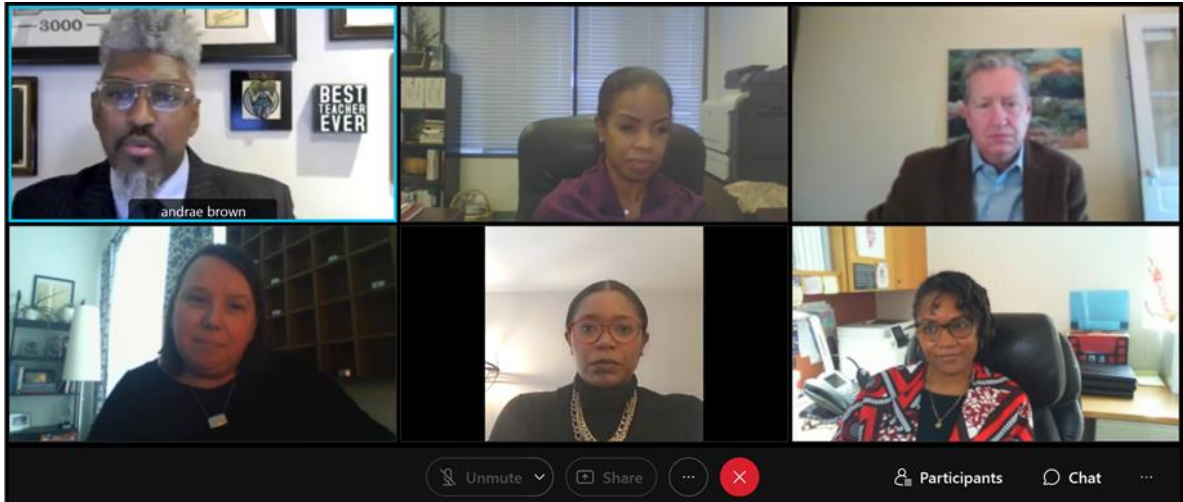 3000
BEST
TEACHER
EVER
andrae brown
Unmute
Share
Participants
Chat